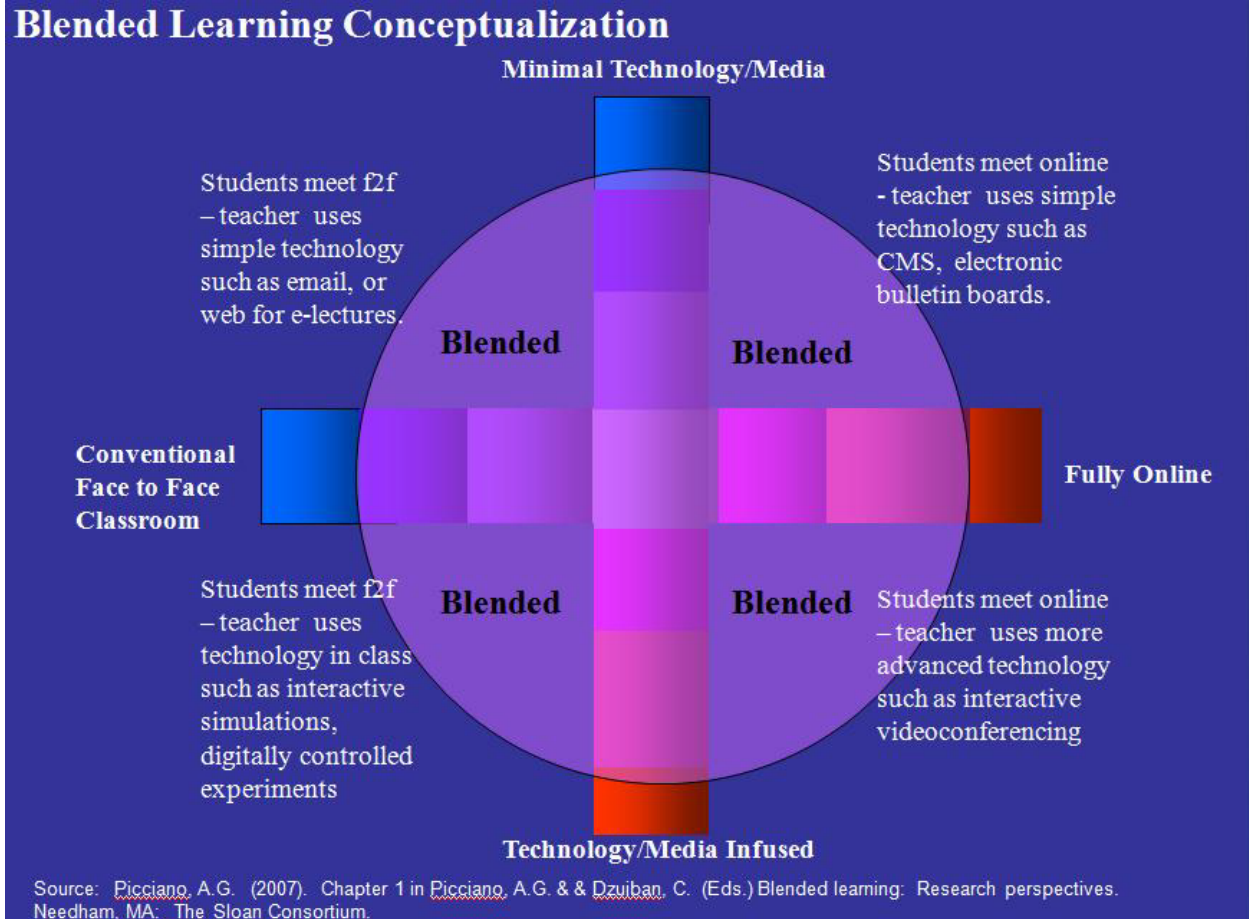 Blended Learning Conceptualization
Minimal Technology/Media
Students meet f2f
– teacher uses
simple technology
such as email, or
web for e-lectures.
Students meet online
- teacher uses simple
technology such as
CMS, electronic
bulletin boards.
Blended
Blended
Conventional
Face to Face
Classroom
Fully Online
Students meet f2f
– teacher uses
technology in class
such as interactive
simulations,
digitally controlled
experiments
Blended
Blended
Students meet online
– teacher uses more
advanced technology
such as interactive
videoconferencing
Technology/Media Infused
Source: Picciano, A.G. (2007). Chapter 1 in Picciano, A.G. & & Dzuiban, C. (Eds.) Blended learning: Research perspectives.
Needham, MA: The Sloan Consortium.